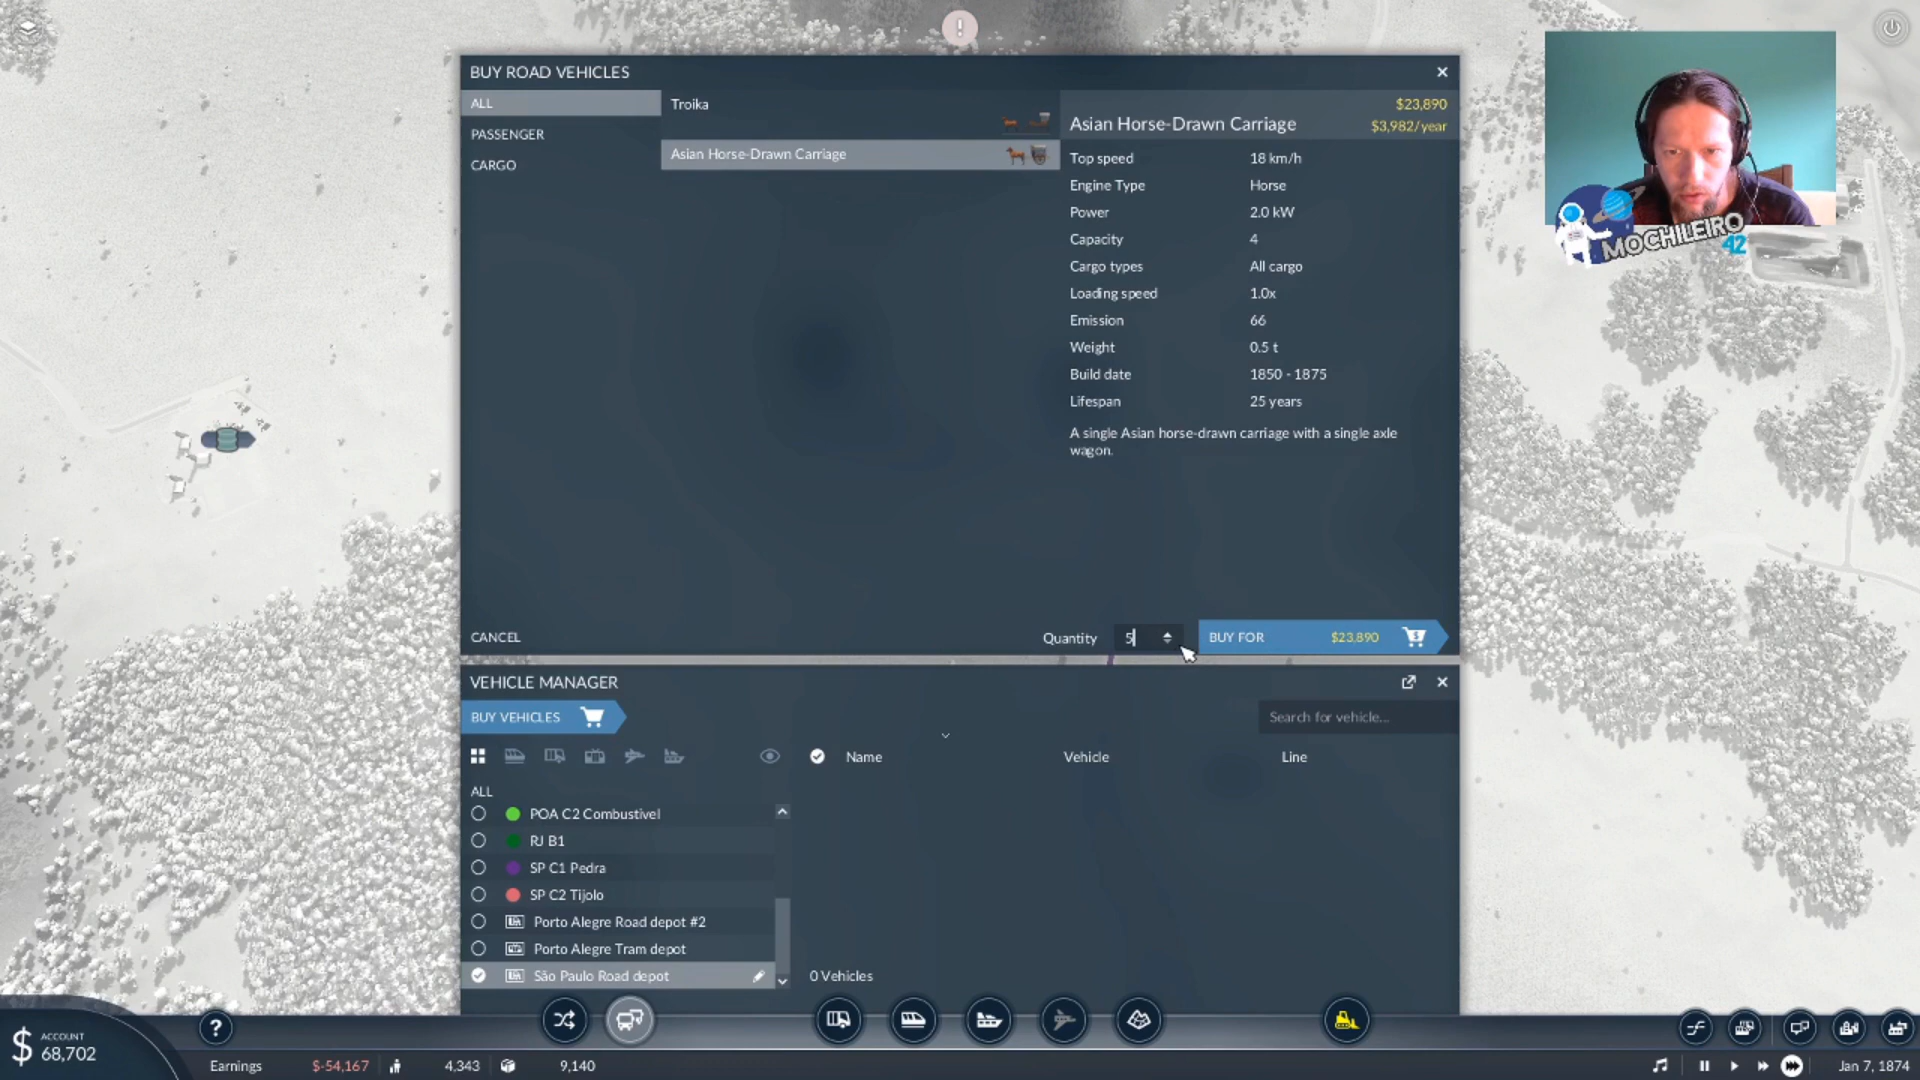 BUY ROAD VEHICLES
ALL
PASSENGER
CARGO
Troika
Asian Horse-Drawn Carriage
$23,890
Asian Horse-Drawn Carriage $3,982/year
Top speed 18 km/h
Engine Type Horse
Power 2.0 kW
Capacity 4
Cargo types All cargo
Loading speed 1.0x
Emission 66
Weight 0.5 t
Build date 1850 - 1875
Lifespan 25 years
A single Asian horse-drawn carriage with a single axle
wagon.
MOCHILEIRO
42
CANCEL Quantity 5 BUY FOR $23,890
VEHICLE MANAGER
BUY VEHICLES Search for vehicle...
Name Vehicle Line
ALL
POA C2 Combustivel
RJ B1
SP C1 Pedra
SP C2 Tijolo
Porto Alegre Road depot #2
Porto Alegre Tram depot
São Paulo Road depot 0 Vehicles
$ ACCOUNT
68,702
?
Earnings $-54,167 4,343 9,140 Jan 7, 1874